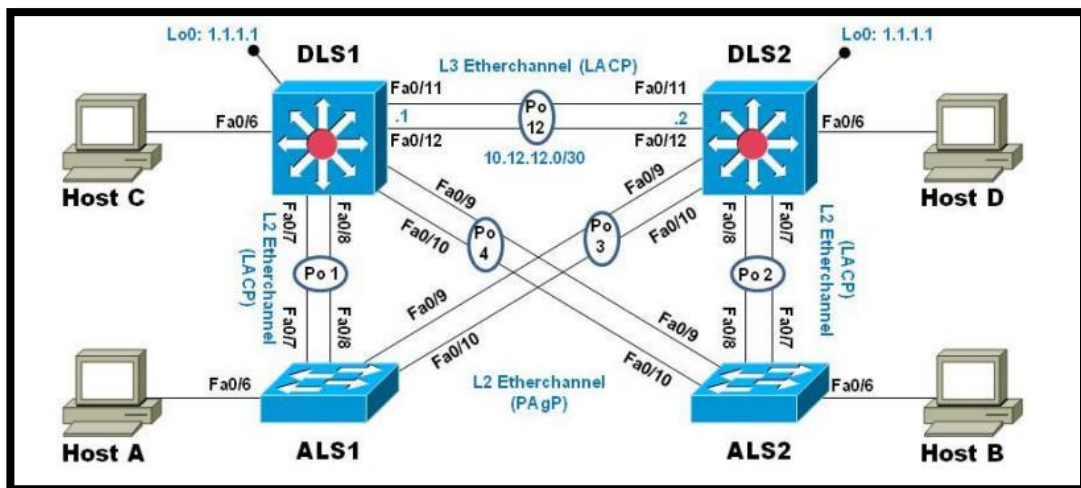 Lo0: 1.1.1.1
Lo0: 1.1.1.1
DLS1
DLS2
L3 Etherchannel (LACP)
Fa0/11
Fa0/11
Po
12
.1
.2
Fa0/6
Fa0/6
Fa0/12
Fa0/12
10.12.12.0/30
Host C
Host D
Fa0/9
Fa0/9
Fa0/10
Fa0/10
Fa0/7
Fa0/8
Fa0/8
Fa0/7
L2 Etherchannel
(LACP)
Po 1
Po
4
Po
3
Po 2
L2 Etherchannel
(LACP)
Fa0/7
Fa0/8
Fa0/9
Fa0/10
Fa0/9
Fa0/10
Fa0/8
Fa0/7
L2 Etherchannel
(PAgP)
Fa0/6
Fa0/6
Host A
ALS1
ALS2
Host B